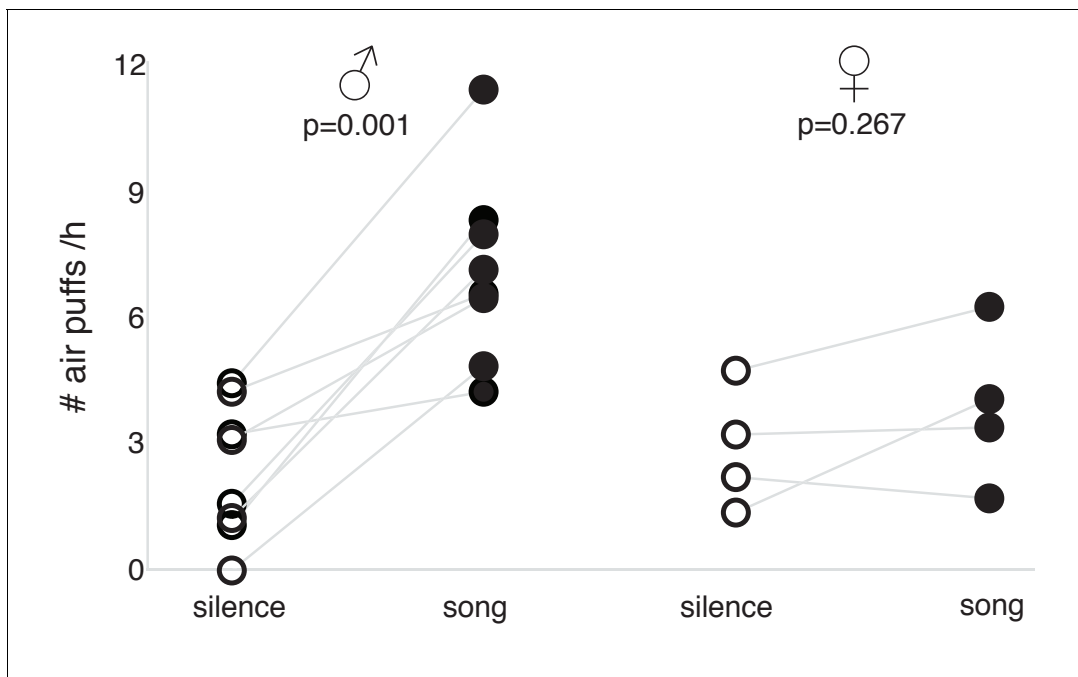 12
♂
♀
p=0.001
p=0.267
9
# air puffs /h
6
3
0
silence
song
silence
song